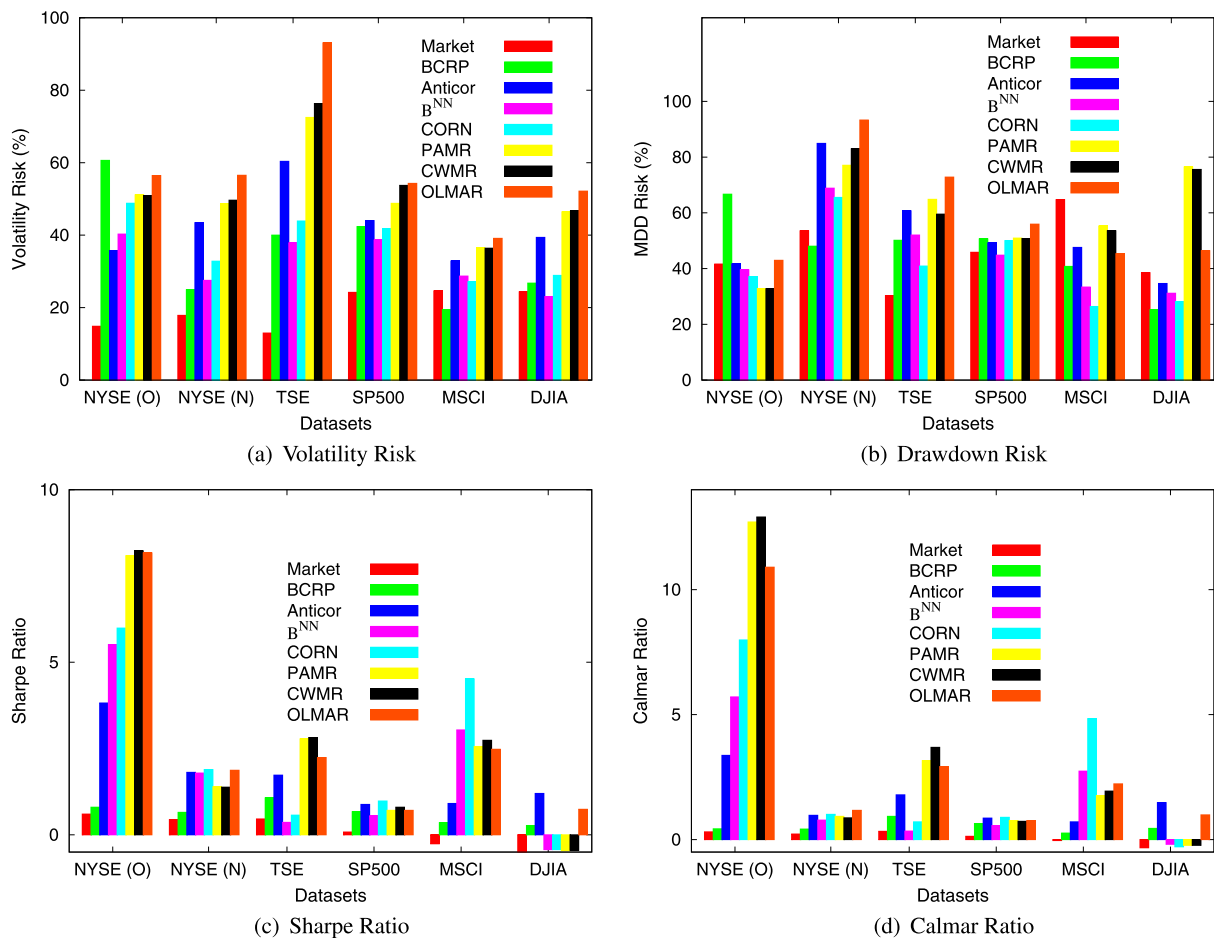 100
80
60
40
20
0
Volatility Risk (%)
Market
BCRP
Anticor
B^NN
CORN
PAMR
CWMR
OLMAR
NYSE (O) NYSE (N) TSE SP500 MSCI DJIA
Datasets
(a) Volatility Risk
100
80
60
40
20
0
MDD Risk (%)
Market
BCRP
Anticor
B^NN
CORN
PAMR
CWMR
OLMAR
NYSE (O) NYSE (N) TSE SP500 MSCI DJIA
Datasets
(b) Drawdown Risk
10
5
0
Sharpe Ratio
Market
BCRP
Anticor
B^NN
CORN
PAMR
CWMR
OLMAR
NYSE (O) NYSE (N) TSE SP500 MSCI DJIA
Datasets
(c) Sharpe Ratio
10
5
0
Calmar Ratio
Market
BCRP
Anticor
B^NN
CORN
PAMR
CWMR
OLMAR
NYSE (O) NYSE (N) TSE SP500 MSCI DJIA
Datasets
(d) Calmar Ratio